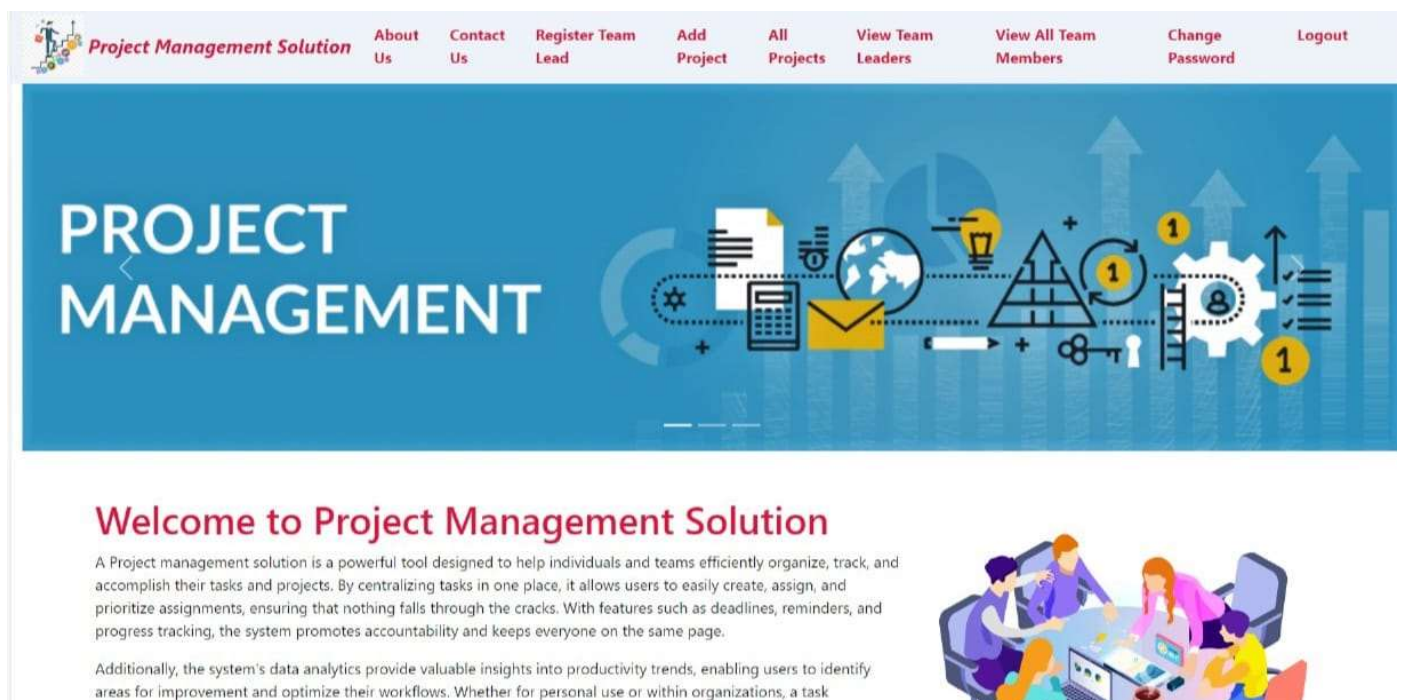 Project Management Solution
About Us
Contact Us
Register Team Lead
Add Project
All Projects
View Team Leaders
View All Team Members
Change Password
Logout
PROJECT
MANAGEMENT
1
1
1
Welcome to Project Management Solution
A Project management solution is a powerful tool designed to help individuals and teams efficiently organize, track, and
accomplish their tasks and projects. By centralizing tasks in one place, it allows users to easily create, assign, and
prioritize assignments, ensuring that nothing falls through the cracks. With features such as deadlines, reminders, and
progress tracking, the system promotes accountability and keeps everyone on the same page.
Additionally, the system's data analytics provide valuable insights into productivity trends, enabling users to identify
areas for improvement and optimize their workflows. Whether for personal use or within organizations, a task